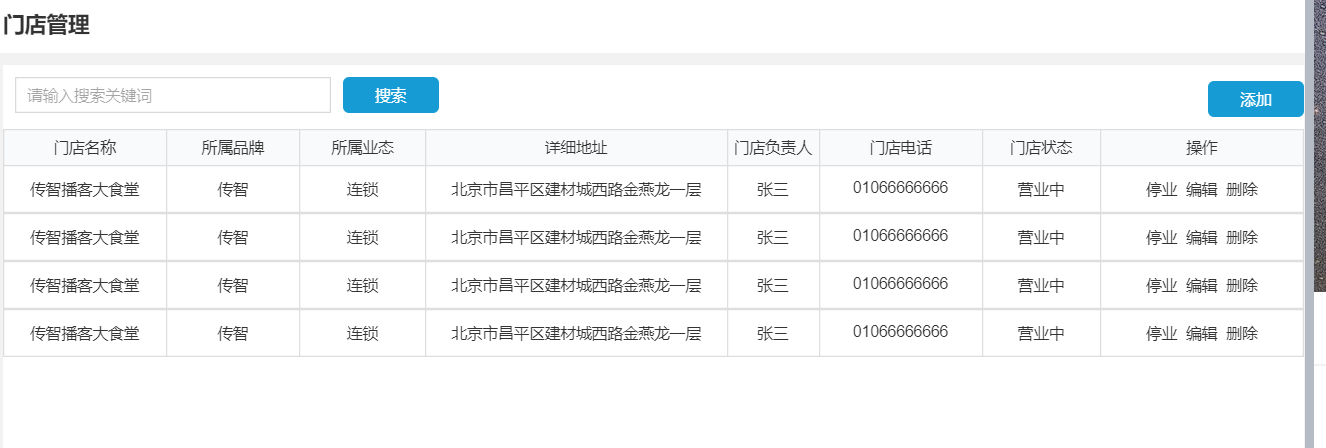 门店管理
请输入搜索关键词 搜索 添加
门店名称 所属品牌 所属业态 详细地址 门店负责人 门店电话 门店状态 操作
传智播客大食堂 传智 连锁 北京市昌平区建材城西路金燕龙一层 张三 01066666666 营业中 停业 编辑 删除
传智播客大食堂 传智 连锁 北京市昌平区建材城西路金燕龙一层 张三 01066666666 营业中 停业 编辑 删除
传智播客大食堂 传智 连锁 北京市昌平区建材城西路金燕龙一层 张三 01066666666 营业中 停业 编辑 删除
传智播客大食堂 传智 连锁 北京市昌平区建材城西路金燕龙一层 张三 01066666666 营业中 停业 编辑 删除